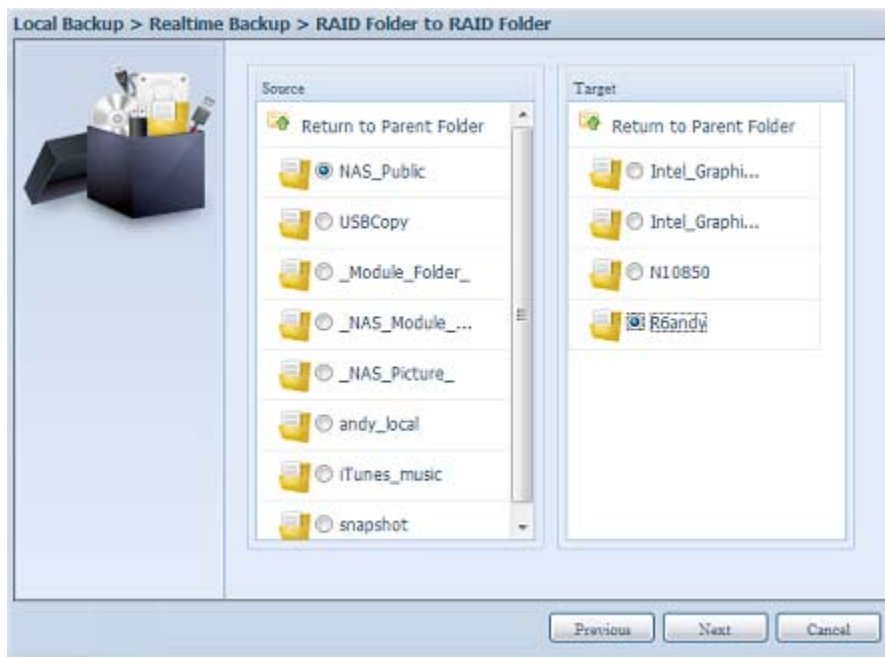 Local Backup > Realtime Backup > RAID Folder to RAID Folder
Source
Return to Parent Folder
NAS_Public
USBCopy
_Module_Folder_
_NAS_Module_...
_NAS_Picture_
andy_local
iTunes_music
snapshot
Target
Return to Parent Folder
Intel_Graphi...
Intel_Graphi...
N10850
R6andy
Previous
Next
Cancel